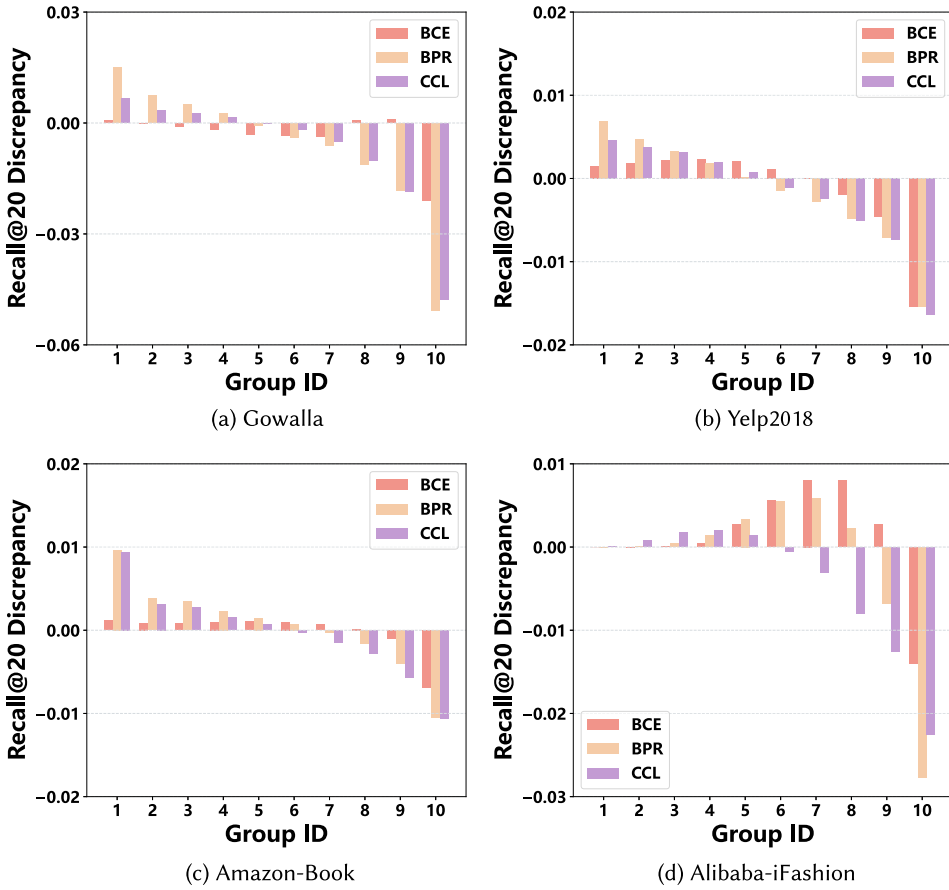 0.03
0.00
−0.03
−0.06
Recall@20 Discrepancy
BCE
BPR
CCL
1 2 3 4 5 6 7 8 9 10
Group ID
(a) Gowalla
0.02
0.01
0.00
−0.01
−0.02
Recall@20 Discrepancy
BCE
BPR
CCL
1 2 3 4 5 6 7 8 9 10
Group ID
(b) Yelp2018
0.02
0.01
0.00
−0.01
−0.02
Recall@20 Discrepancy
BCE
BPR
CCL
1 2 3 4 5 6 7 8 9 10
Group ID
(c) Amazon-Book
0.01
0.00
−0.01
−0.02
−0.03
Recall@20 Discrepancy
BCE
BPR
CCL
1 2 3 4 5 6 7 8 9 10
Group ID
(d) Alibaba-iFashion